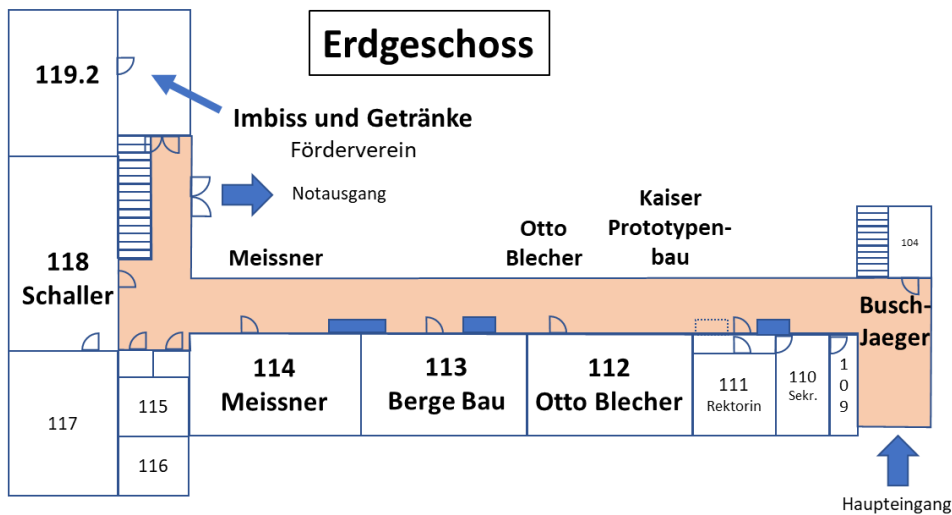 Erdgeschoss
119.2
Imbiss und Getränke
Förderverein
Notausgang
Kaiser
Prototypen-
bau
Otto
Blecher
Meissner
104
118
Schaller
Busch-
Jaeger
114
Meissner
113
Berge Bau
112
Otto Blecher
111
Rektorin
110
Sekr.
1
0
9
115
117
116
Haupteingang